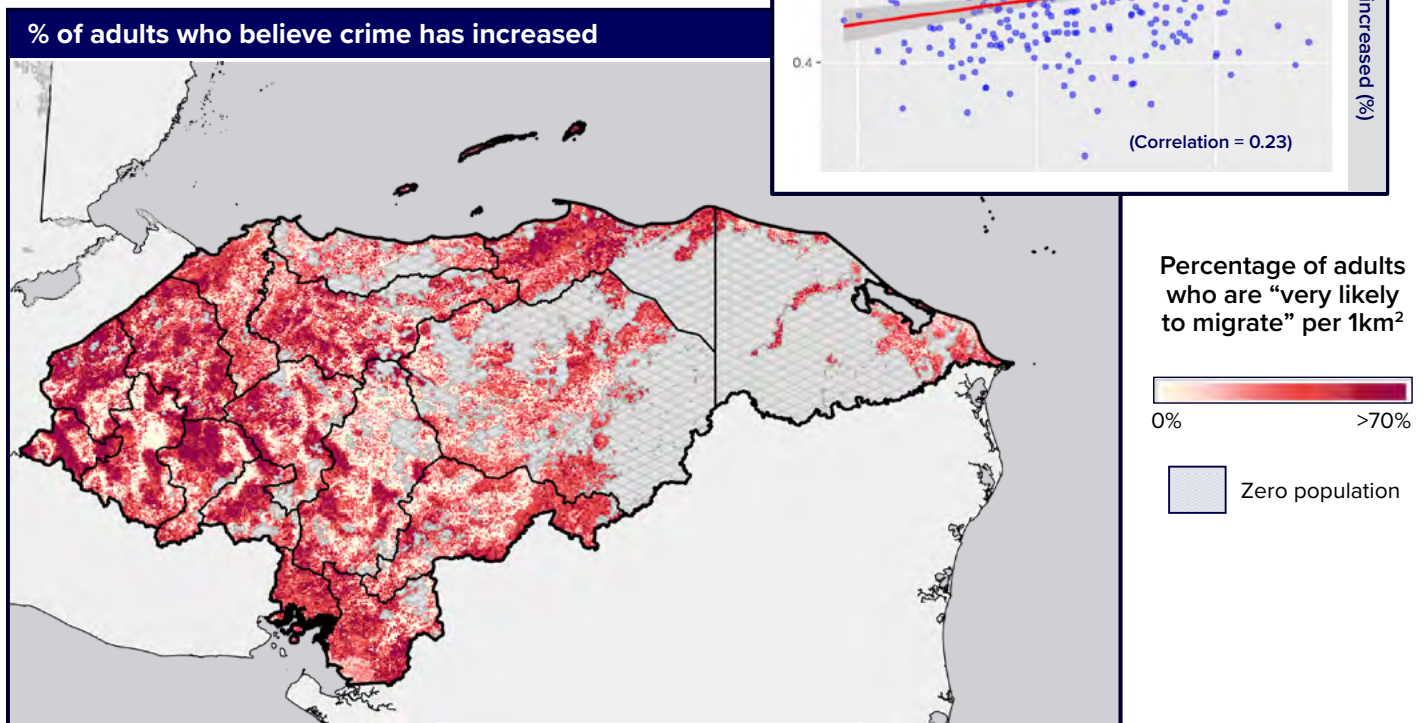 % of adults who believe crime has increased
0.4
increased (%)
(Correlation = 0.23)
Percentage of adults
who are “very likely
to migrate” per 1km²
0%
>70%
Zero population